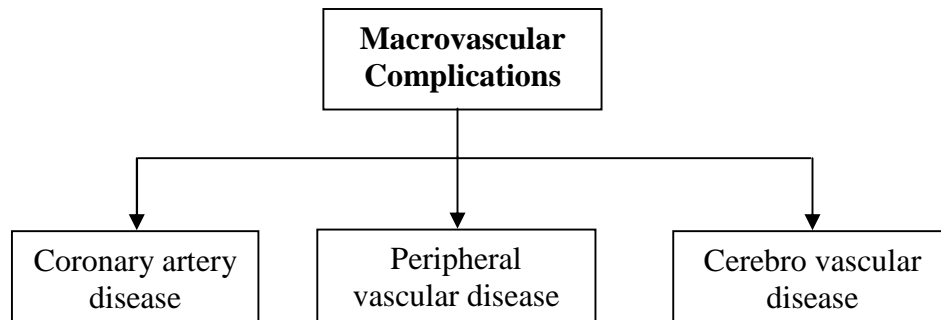 Macrovascular
Complications
Coronary artery
disease
Peripheral
vascular disease
Cerebro vascular
disease